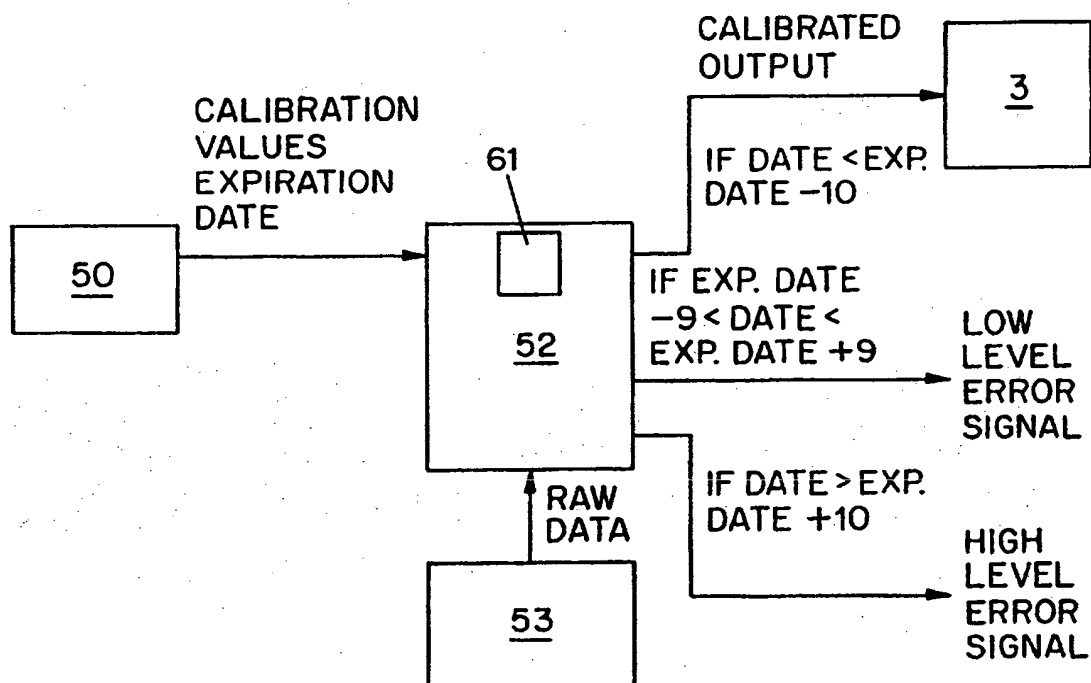 CALIBRATED
OUTPUT
3
CALIBRATION
VALUES
EXPIRATION
DATE
61
IF DATE <EXP.
DATE -10
50
52
IF EXP. DATE
-9 < DATE <
EXP. DATE +9
LOW
LEVEL
ERROR
SIGNAL
RAW
DATA
IF DATE > EXP.
DATE +10
53
HIGH
LEVEL
ERROR
SIGNAL